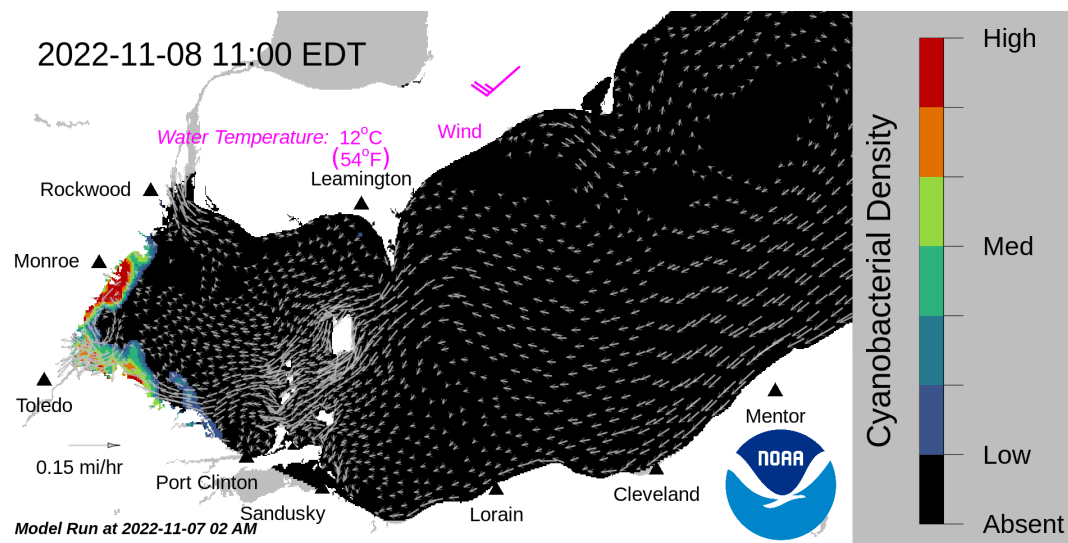 2022-11-08 11:00 EDT
Water Temperature: 12°C
(54°F)
Wind
Leamington
Rockwood
Monroe
Toledo
0.15 mi/hr
Port Clinton
Sandusky
Lorain
Cleveland
Mentor
NOAA
Model Run at 2022-11-07 02 AM
Cyanobacterial Density
High
Med
Low
Absent